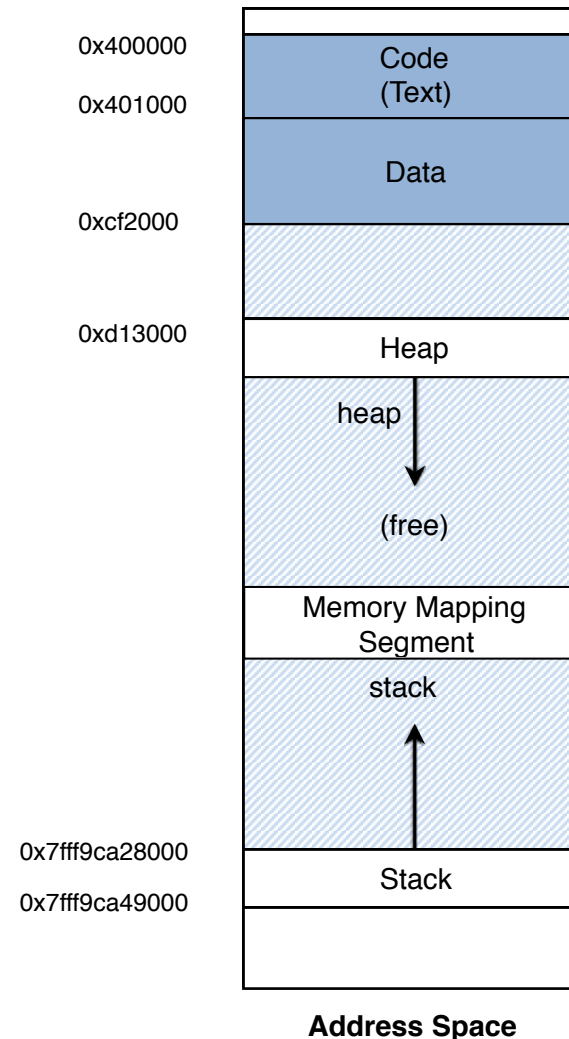 0x400000
Code
(Text)
0x401000
Data
0xcf2000
0xd13000
Heap
heap
(free)
Memory Mapping
Segment
stack
0x7fff9ca28000
Stack
0x7fff9ca49000
Address Space